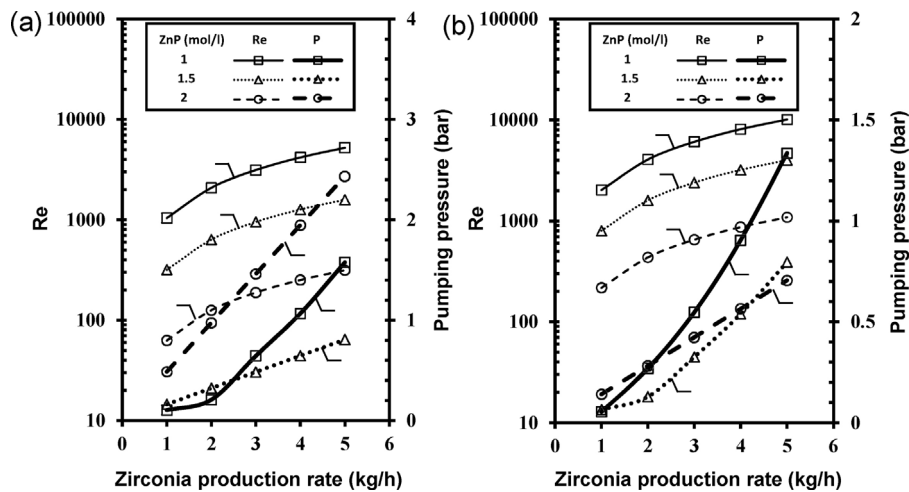 (a)
100000
10000
1000
100
10
Re
ZnP (mol/l) Re P
1
1.5
2
4
3
2
1
0
Pumping pressure (bar)
0 1 2 3 4 5 6
Zirconia production rate (kg/h)
(b)
100000
10000
1000
100
10
Re
ZnP (mol/l) Re P
1
1.5
2
2
1.5
1
0.5
0
Pumping pressure (bar)
0 1 2 3 4 5 6
Zirconia production rate (kg/h)